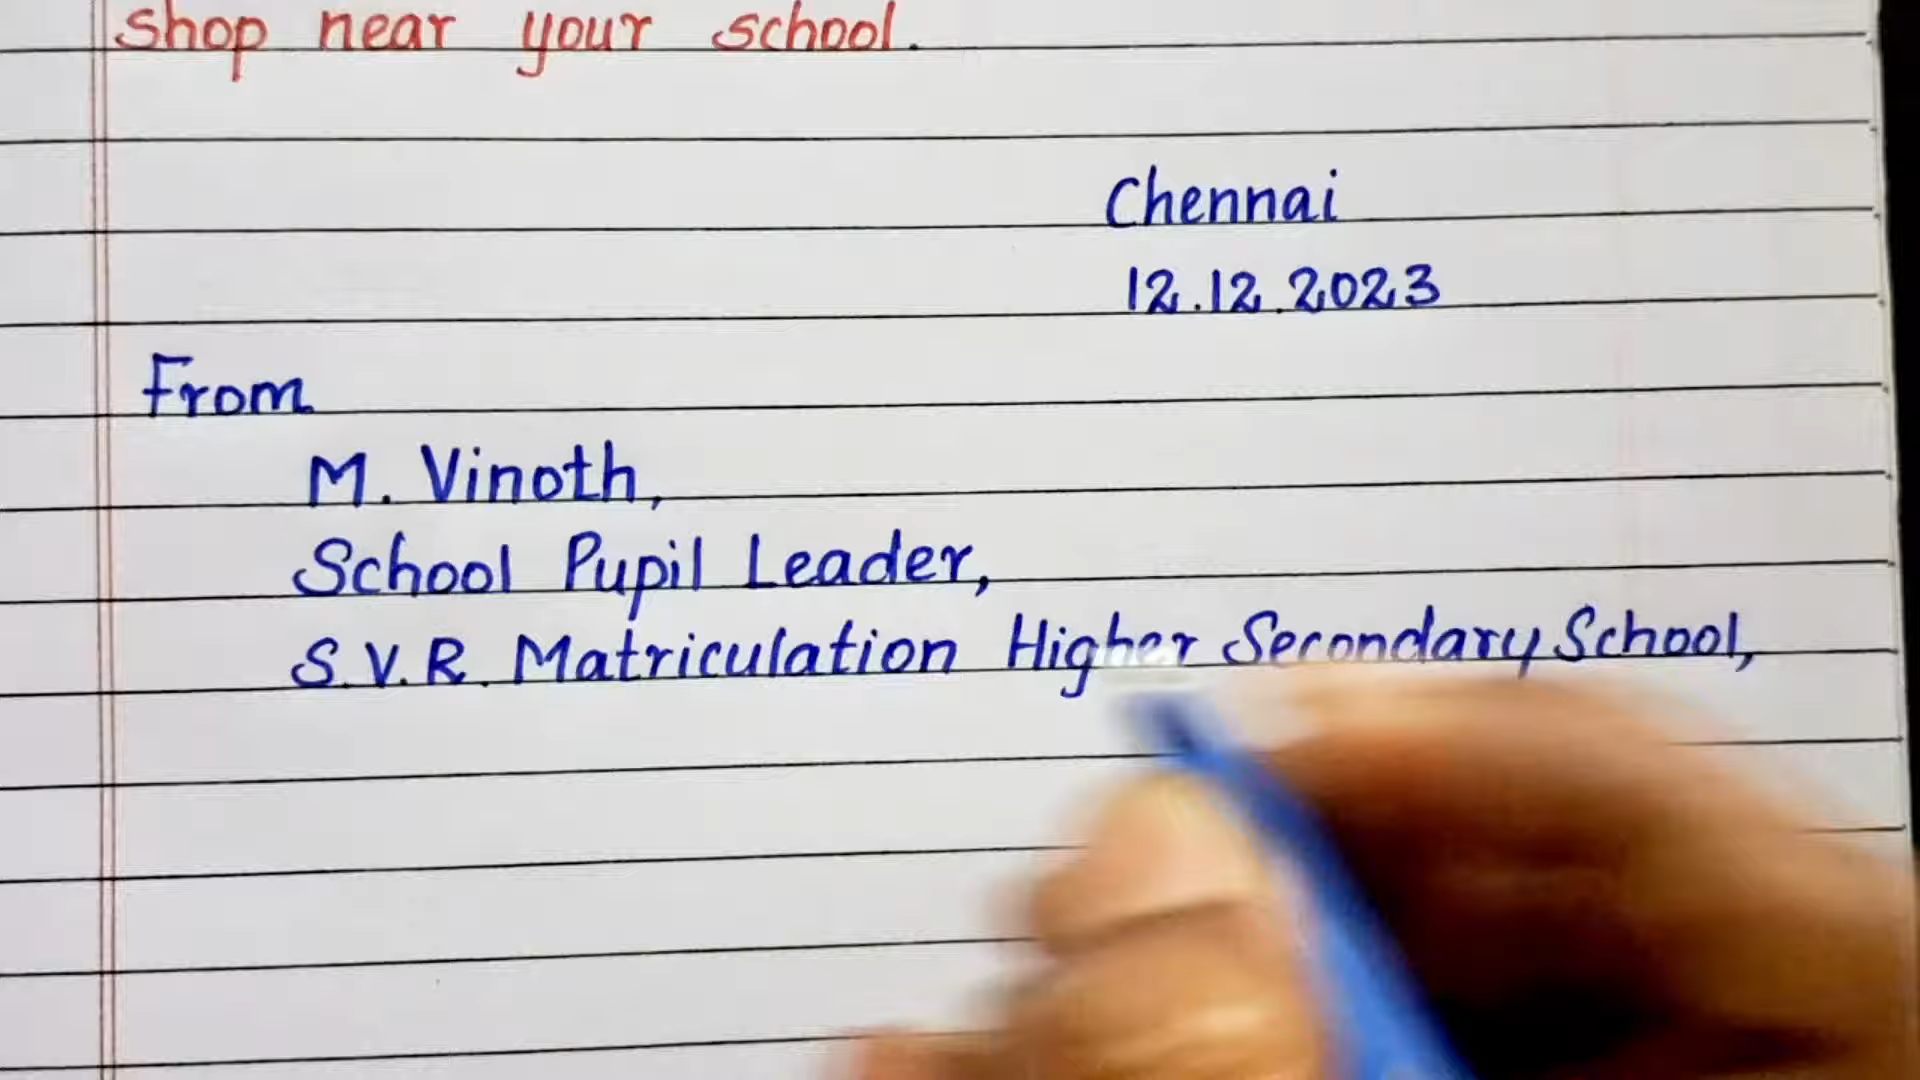 shop near your school.
Chennai
12.12.2023
From
M. Vinoth,
School Pupil Leader,
S.V.R. Matriculation Higher Secondary School,